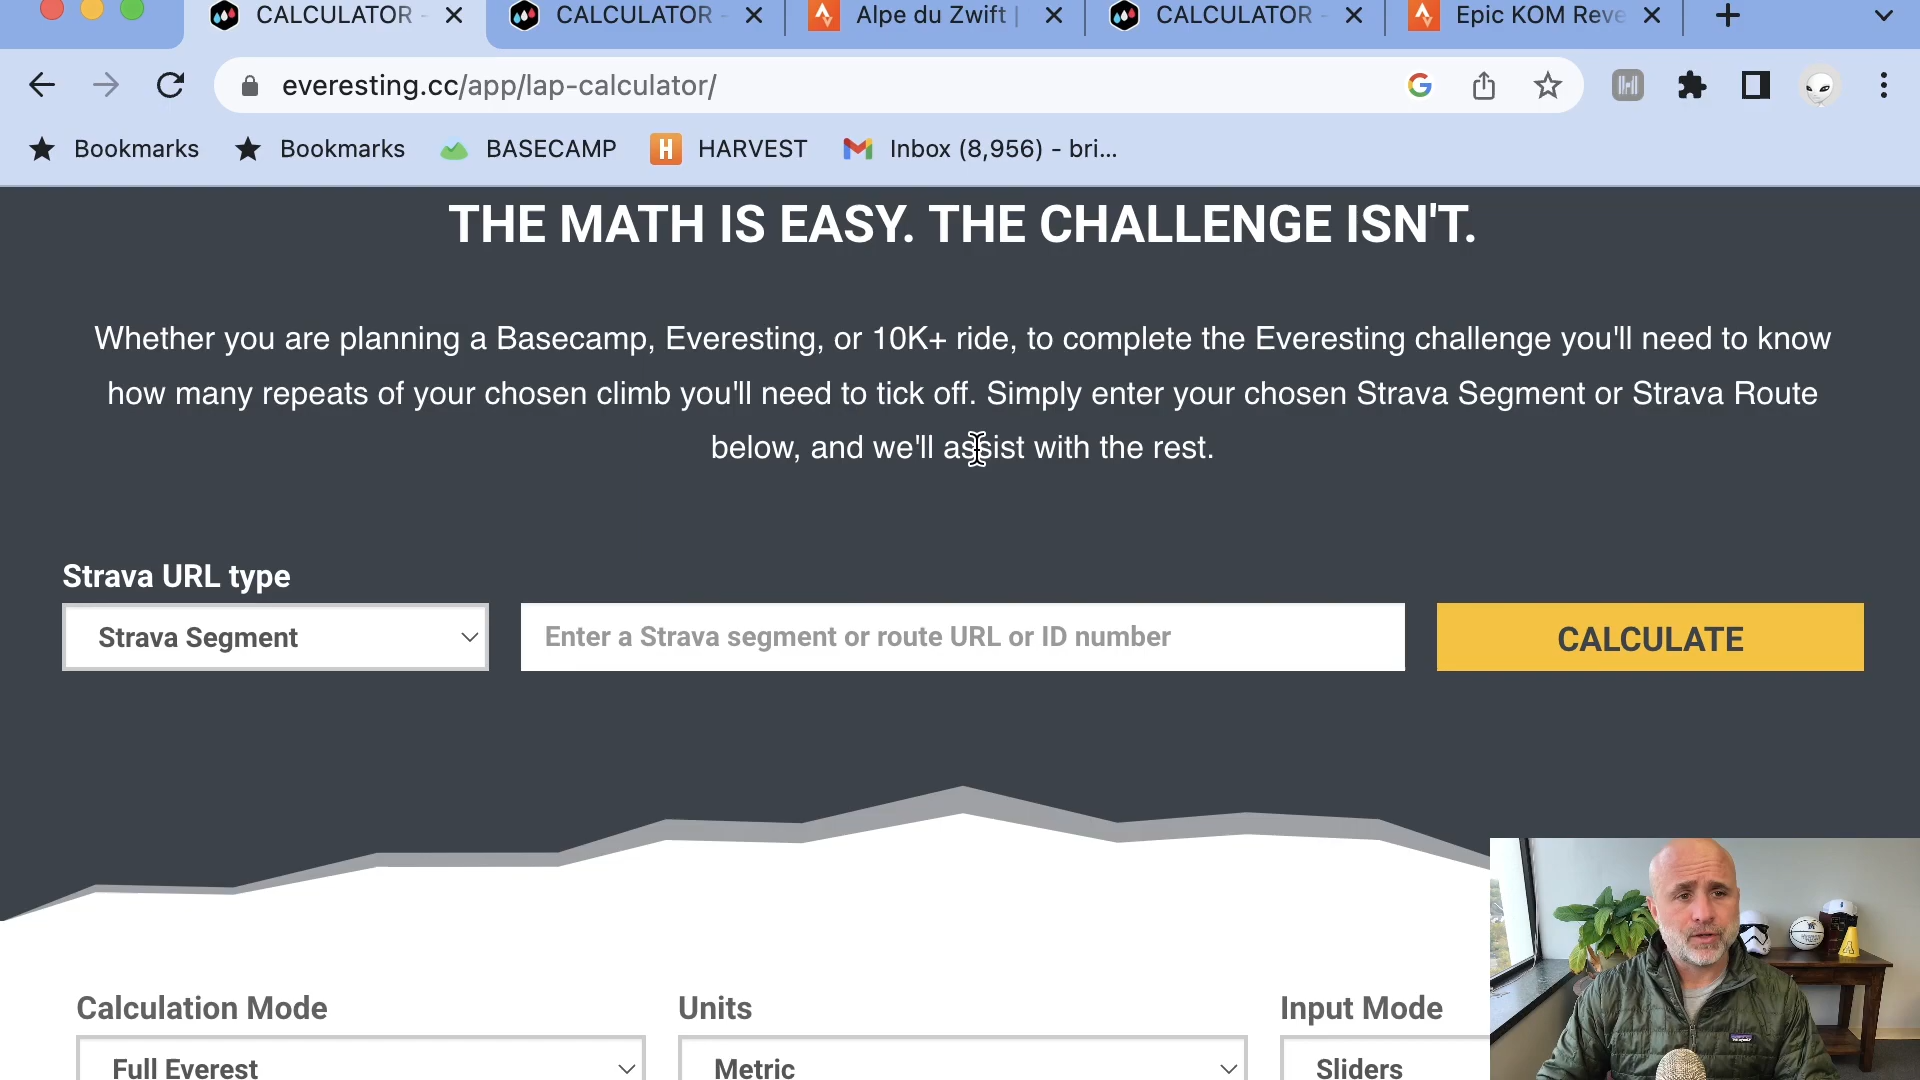 CALCULATOR -
CALCULATOR -
Alpe du Zwift |
CALCULATOR -
Epic KOM Reve
everesting.cc/app/lap-calculator/
Bookmarks
Bookmarks
BASECAMP
H HARVEST
Inbox (8,956) - bri...
THE MATH IS EASY. THE CHALLENGE ISN'T.
Whether you are planning a Basecamp, Everesting, or 10K+ ride, to complete the Everesting challenge you'll need to know
how many repeats of your chosen climb you'll need to tick off. Simply enter your chosen Strava Segment or Strava Route
below, and we'll assist with the rest.
Strava URL type
Strava Segment
Enter a Strava segment or route URL or ID number
CALCULATE
Calculation Mode
Units
Input Mode
Full Everest
Metric
Sliders